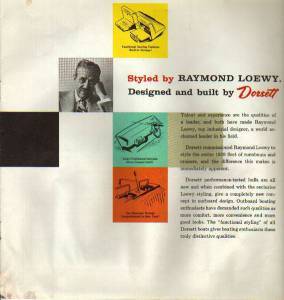 Functional Seating Features
Styled by RAYMOND LOEWY.
Designed and built by Dorsett
Talent and experience are the qualities of
a leader, and both have made Raymond
Loewy, top industrial designer, a world ac-
claimed leader in the field.
Dorsett commissioned Raymond Loewy to
style the entire 1959 fleet of runabouts and
cruisers, and the difference this makes is
immediately apparent.
Dorsett performance-tested hulls are all
new and when combined with the exclusive
Loewy styling, give a completely new con-
cept to outboard design. Outboard boating
enthusiasts have demanded such qualities as
more comfort, more convenience and more
good looks. The "functional styling" of all
Dorsett boats gives boating enthusiasts these
truly distinctive qualities.